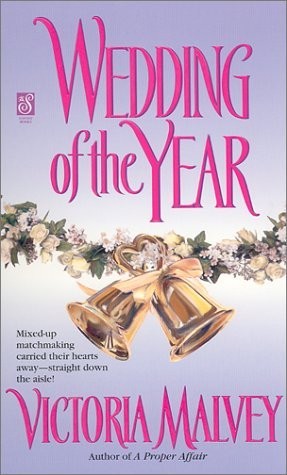 WEDDING
of the YEAR
Mixed-up
matchmaking
carried their hearts
away—straight down
the aisle!
VICTORIA MALVEY
Author of A Proper Affair